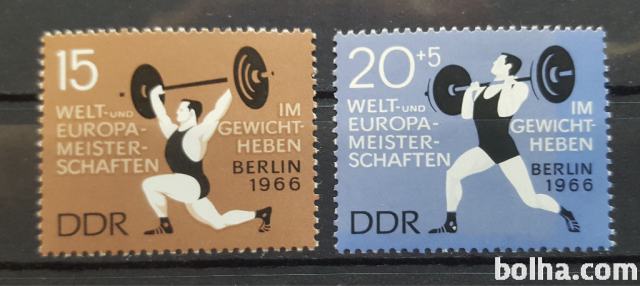 15
WELT- UND
EUROPA-
MEISTER-
SCHAFTEN
IM
GEWICHT-
HEBEN
BERLIN
1966
DDR
20+5
WELT- UND
EUROPA-
MEISTER-
SCHAFTEN
IM
GEWICHT-
HEBEN
BERLIN
1966
DDR
bolha.com